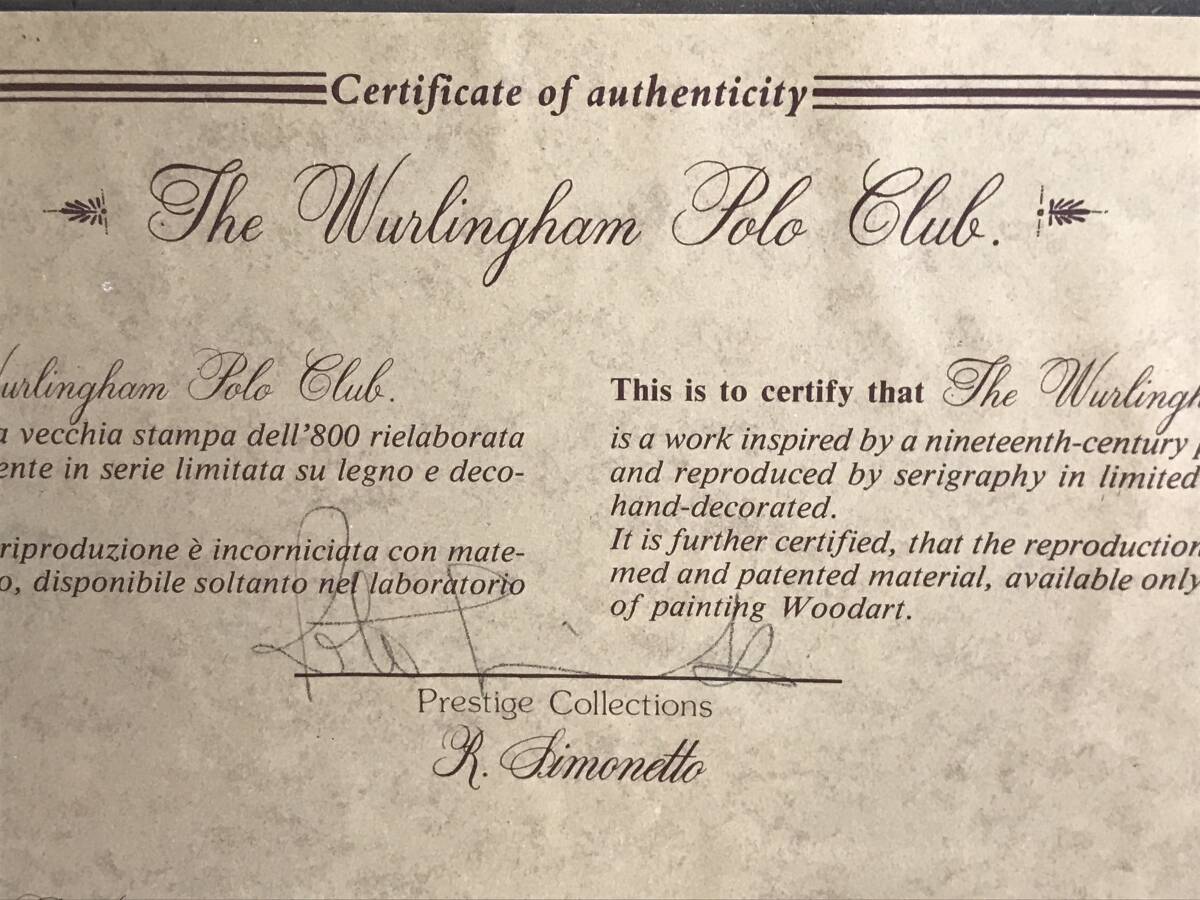 Certificate of authenticity
The Wurlingham Polo Club.
urlingham Polo Club.
a vecchia stampa dell'800 rielaborata
ente in serie limitata su legno e deco-
riproduzione è incorniciata con mate-
o, disponibile soltanto nel laboratorio
This is to certify that The Wurlingh
is a work inspired by a nineteenth-century p
and reproduced by serigraphy in limited
hand-decorated.
It is further certified, that the reproduction
med and patented material, available only
of painting Woodart.
Prestige Collections
R. Simonetto